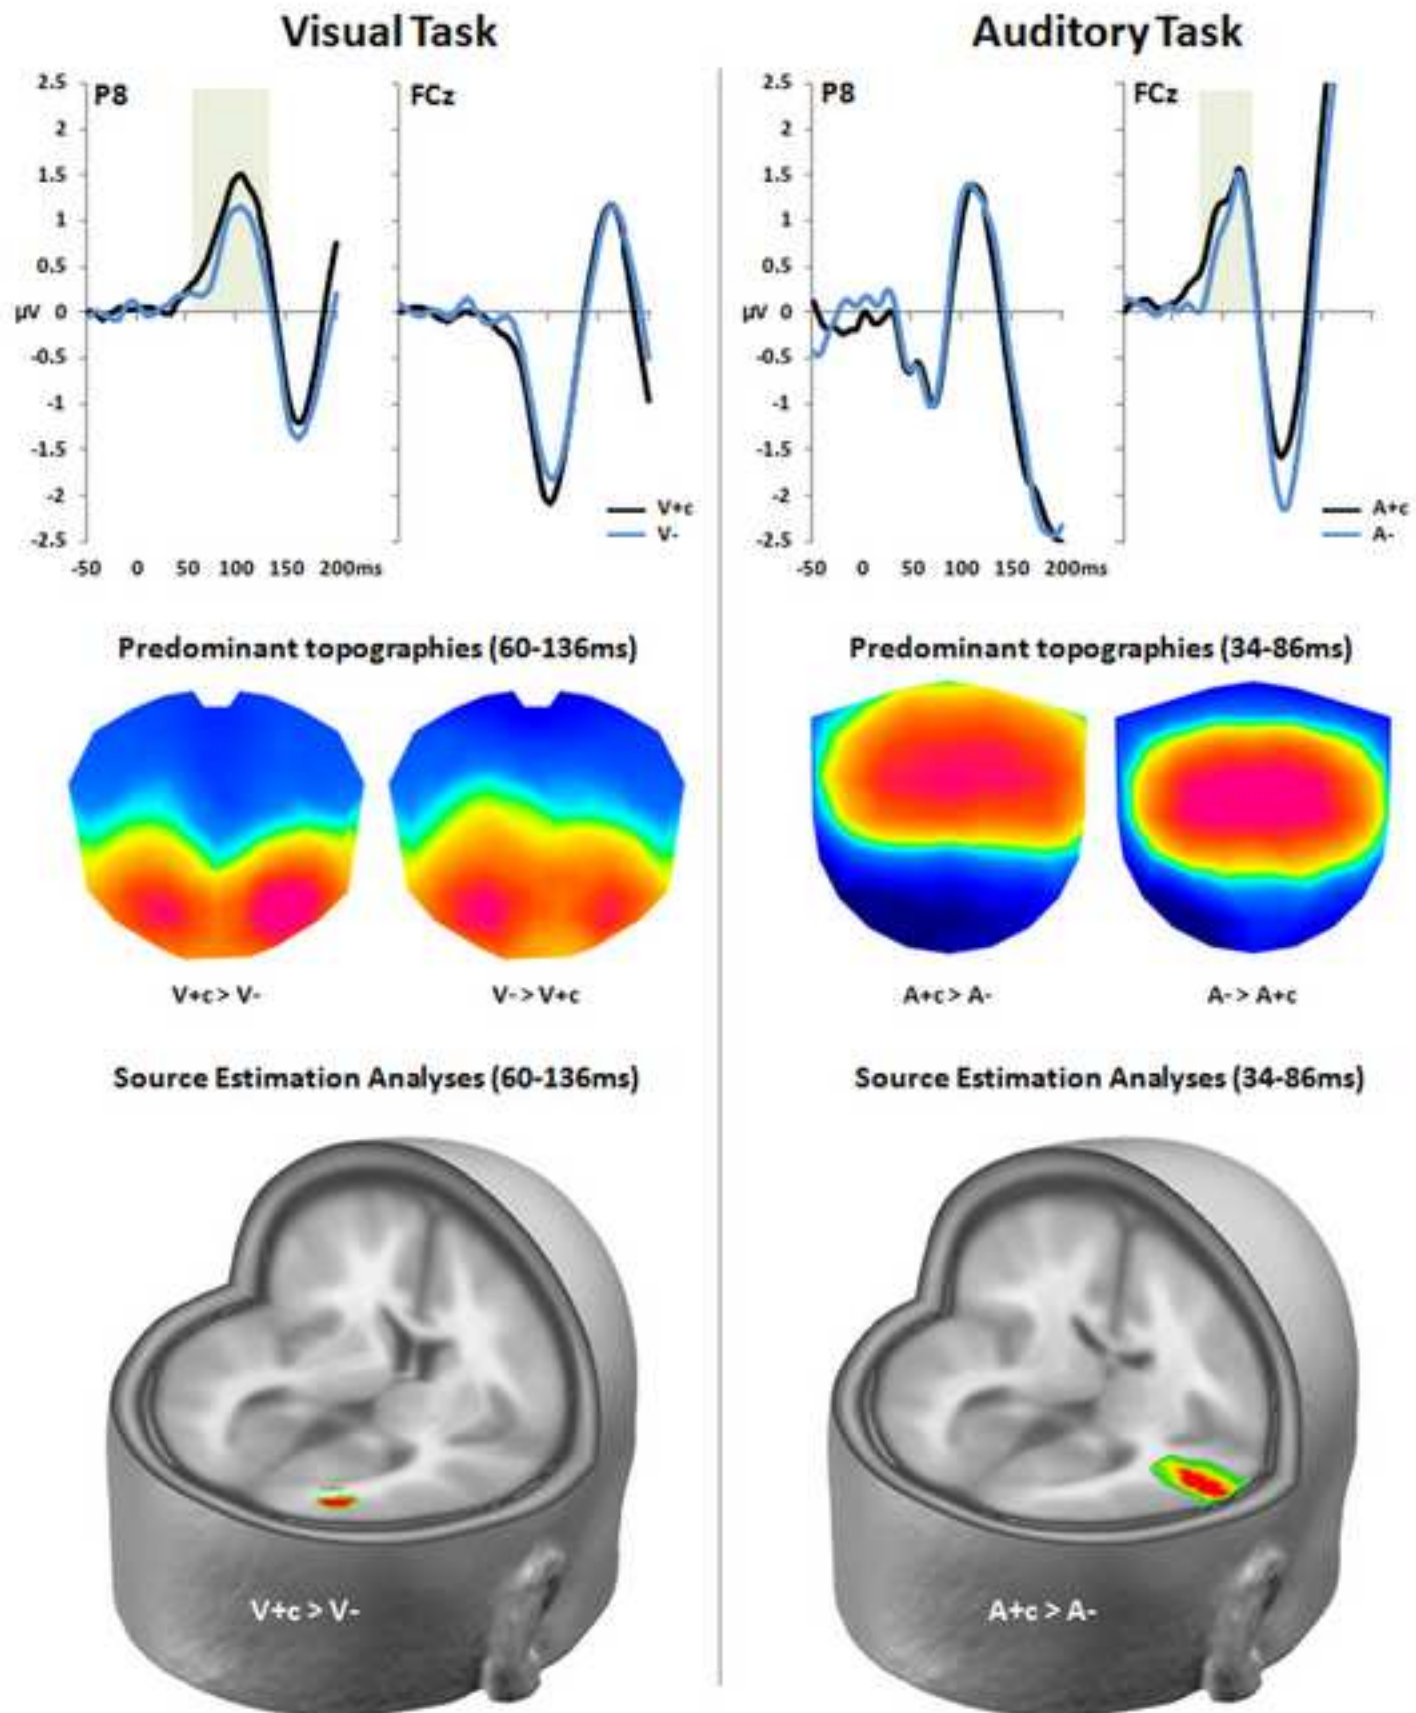 Visual Task
Auditory Task
P8
FCz
P8
FCz
2.5
2
1.5
1
0.5
µV 0
-0.5
-1
-1.5
-2
-2.5
V+c
V-
-50 0 50 100 150 200ms
2.5
2
1.5
1
0.5
µV 0
-0.5
-1
-1.5
-2
-2.5
A+c
A-
-50 0 50 100 150 200ms
Predominant topographies (60-136ms)
Predominant topographies (34-86ms)
V+c > V-
V- > V+c
A+c > A-
A- > A+c
Source Estimation Analyses (60-136ms)
Source Estimation Analyses (34-86ms)
V+c > V-
A+c > A-